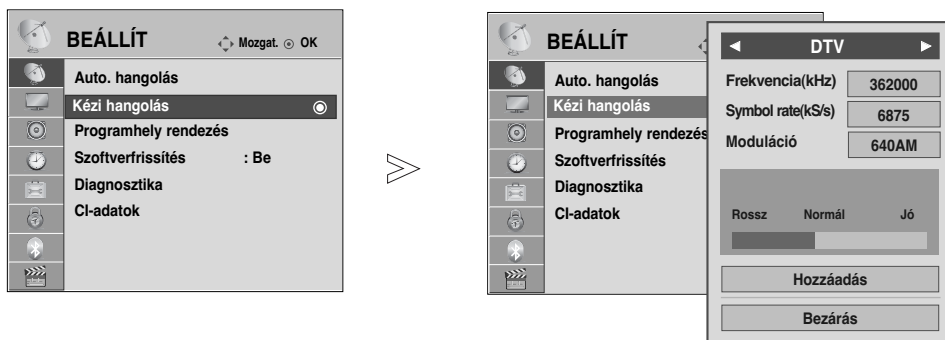 BEÁLLÍT Mozgat. OK
Auto. hangolás
Kézi hangolás
Programhely rendezés
Szoftverfrissítés : Be
Diagnosztika
CI-adatok
BEÁLLÍT
Auto. hangolás
Kézi hangolás
Programhely rendezés
Szoftverfrissítés
Diagnosztika
CI-adatok
DTV
Frekvencia(kHz) 362000
Symbol rate(kS/s) 6875
Moduláció 640AM
Rossz Normál Jó
Hozzáadás
Bezárás